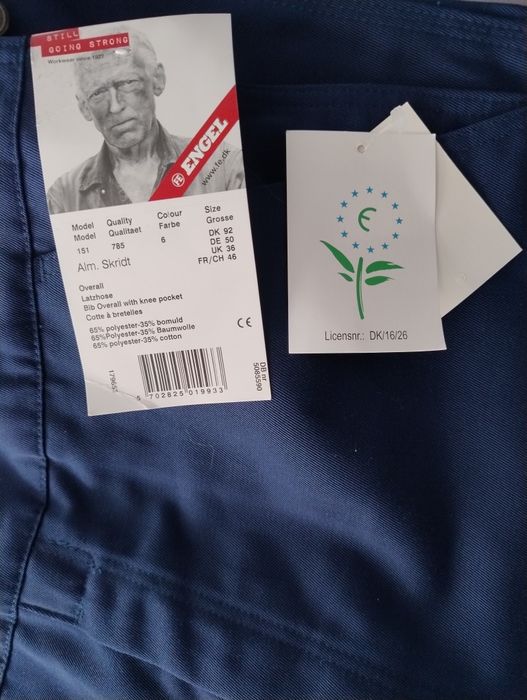 STILL
GOING STRONG
Workwear since 1927
FE ENGEL
www.fe.dk
Model Quality Colour Size
Model Qualitaet Farbe Grosse
151 785 6 DK 92
DE 50
UK 36
FR/CH 46
Alm. Skridt
Overall
Latzhose
Bib Overall with knee pocket
Cotte à bretelles
65% polyester-35% bomuld
65%Polyester-35% Baumwolle
65% polyester-35% cotton
CE
5 702825 019933
DB nr.
5085590
€
Licensnr.: DK/16/26